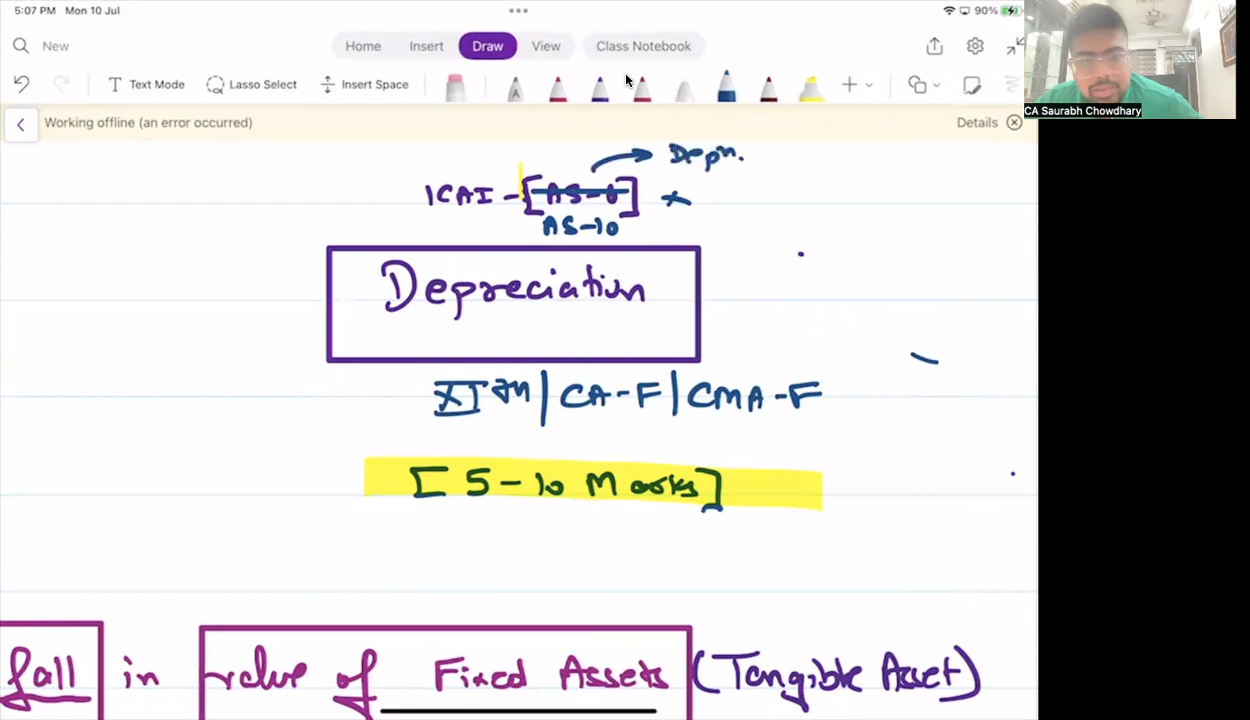 5:07 PM Mon 10 Jul
90%
New
Home Insert Draw View Class Notebook
Text Mode Lasso Select Insert Space
CA Saurabh Chowdhary
Working offline (an error occurred)
Details
Depn.
ICAI - [AS-6]
AS-10
Depreciation
XI TH | CA-F | CMA-F
[5-10 Marks]
fall in value of Fixed Assets (Tangible Asset)